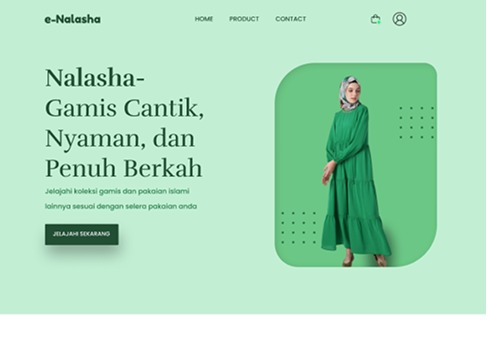 e-Nalasha
HOME PRODUCT CONTACT
Nalasha-
Gamis Cantik,
Nyaman, dan
Penuh Berkah
Jelajahi koleksi gamis dan pakaian islami
lainnya sesuai dengan selera pakaian anda
JELAJAHI SEKARANG